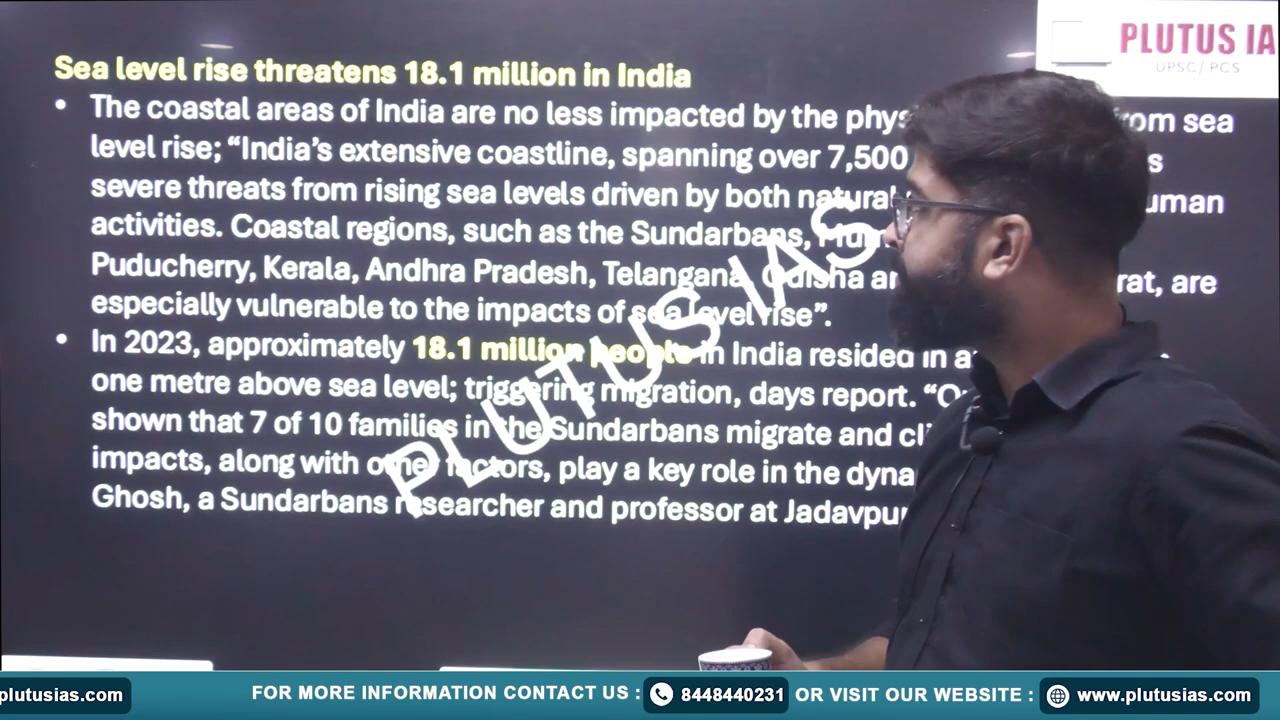 PLUTUS IA
UPSC/ PCS
Sea level rise threatens 18.1 million in India
• The coastal areas of India are no less impacted by the phys rom sea
level rise; “India’s extensive coastline, spanning over 7,500 s
severe threats from rising sea levels driven by both natural uman
activities. Coastal regions, such as the Sundarbans,
Puducherry, Kerala, Andhra Pradesh, Telangana, Odisha an rat, are
especially vulnerable to the impacts of sea level rise”.
• In 2023, approximately 18.1 million people in India resided in a
one metre above sea level; triggering migration, days report. “Ou
shown that 7 of 10 families in the Sundarbans migrate and cli
impacts, along with other factors, play a key role in the dyna
Ghosh, a Sundarbans researcher and professor at Jadavpur
PLUTUS IAS
plutusias.com
FOR MORE INFORMATION CONTACT US : 8448440231 OR VISIT OUR WEBSITE : www.plutusias.com